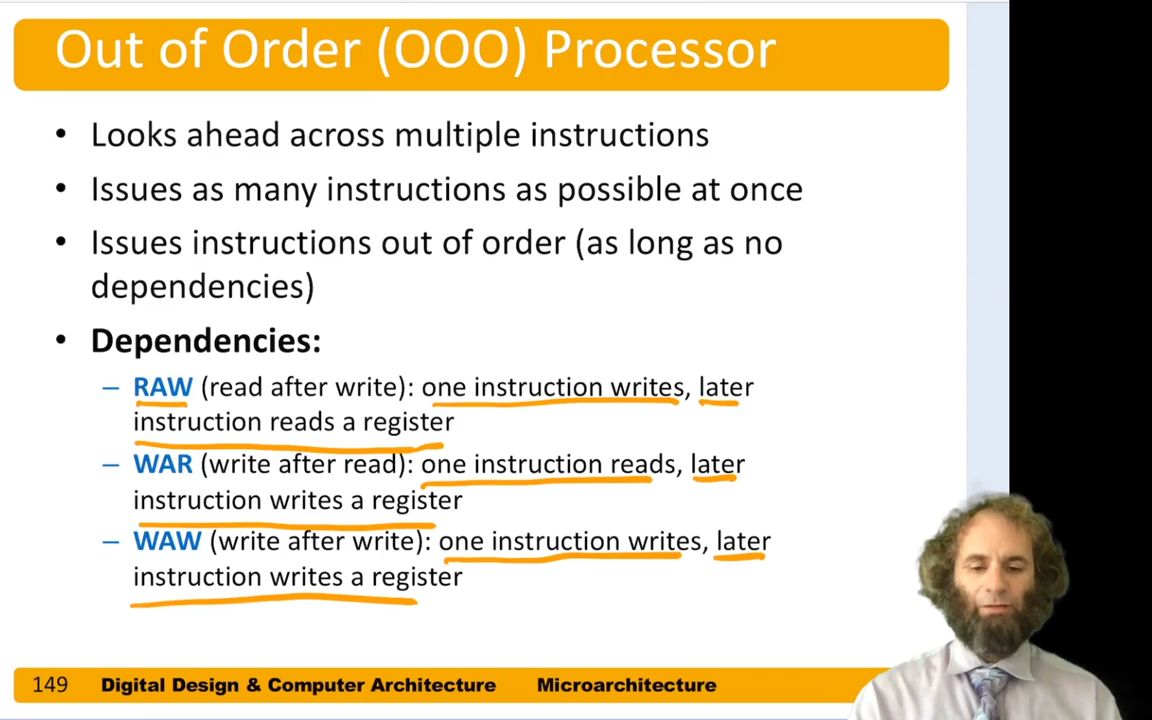 Out of Order (OOO) Processor
• Looks ahead across multiple instructions
• Issues as many instructions as possible at once
• Issues instructions out of order (as long as no
dependencies)
• Dependencies:
– RAW (read after write): one instruction writes, later
instruction reads a register
– WAR (write after read): one instruction reads, later
instruction writes a register
– WAW (write after write): one instruction writes, later
instruction writes a register
149 Digital Design & Computer Architecture Microarchitecture